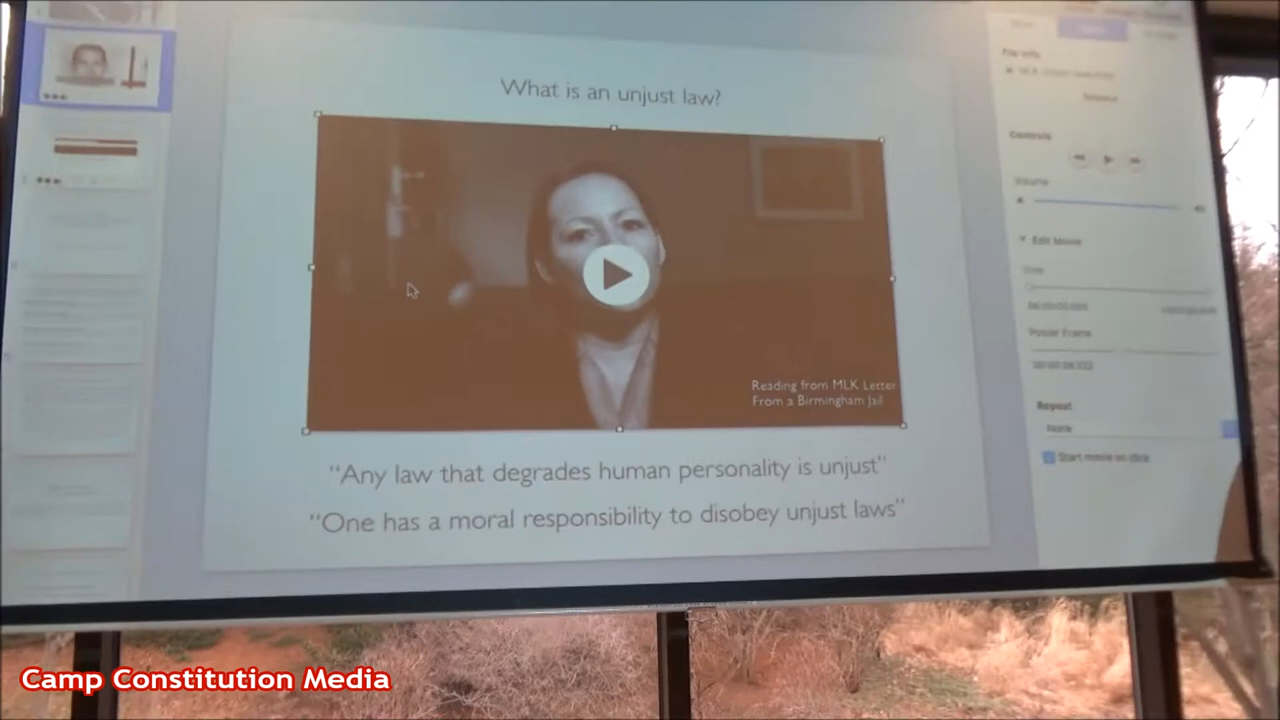 What is an unjust law?
Reading from MLK Letter
From a Birmingham Jail
“Any law that degrades human personality is unjust”
“One has a moral responsibility to disobey unjust laws”
Controls
Volume
Edit Movie
Poster Frame
Repeat
None
Start movie on click
Camp Constitution Media